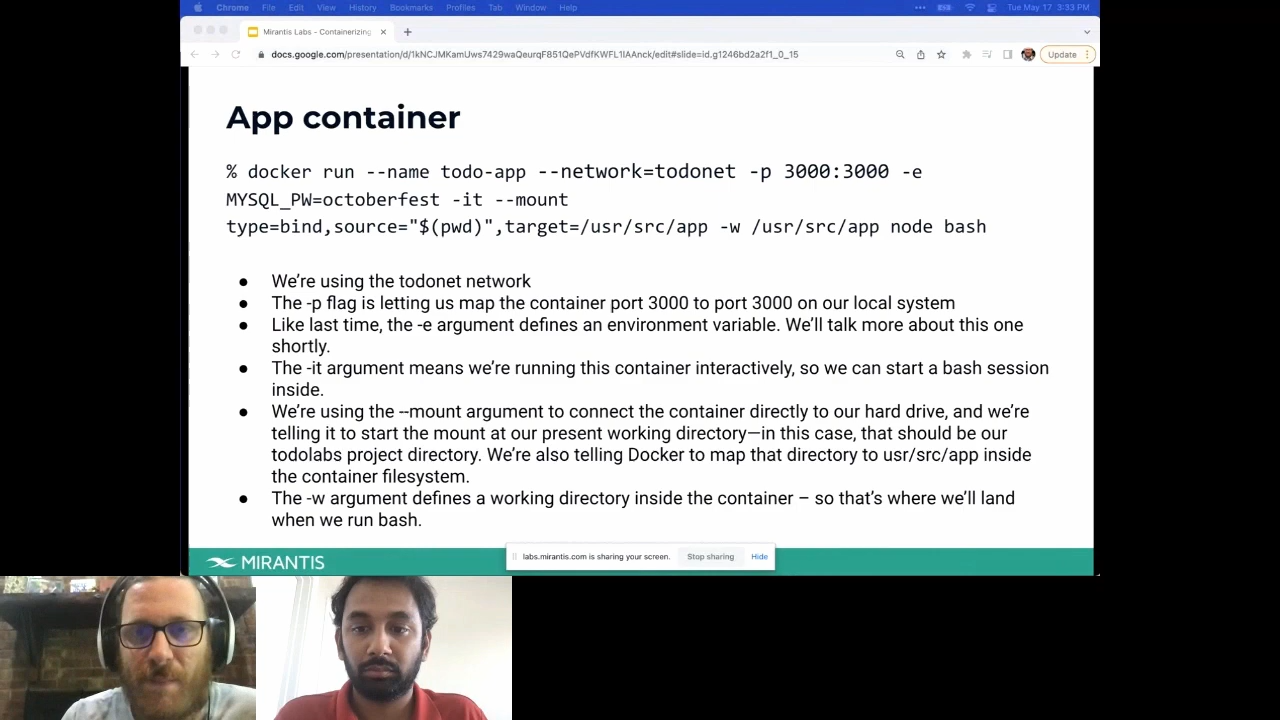 Chrome File Edit View History Bookmarks Profiles Tab Window Help Tue May 17 3:33 PM
Mirantis Labs - Containerizing
docs.google.com/presentation/d/1kNCJMKamUws7429waQeurqF851QePVdfKWFL1IAAnck/edit#slide=id.g1246bd2a2f1_0_15 Update
App container
% docker run --name todo-app --network=todonet -p 3000:3000 -e
MYSQL_PW=octoberfest -it --mount
type=bind,source="$(pwd)",target=/usr/src/app -w /usr/src/app node bash
● We’re using the todonet network
● The -p flag is letting us map the container port 3000 to port 3000 on our local system
● Like last time, the -e argument defines an environment variable. We’ll talk more about this one
shortly.
● The -it argument means we’re running this container interactively, so we can start a bash session
inside.
● We’re using the --mount argument to connect the container directly to our hard drive, and we’re
telling it to start the mount at our present working directory—in this case, that should be our
todolabs project directory. We’re also telling Docker to map that directory to usr/src/app inside
the container filesystem.
● The -w argument defines a working directory inside the container – so that’s where we’ll land
when we run bash.
MIRANTIS
labs.mirantis.com is sharing your screen. Stop sharing Hide